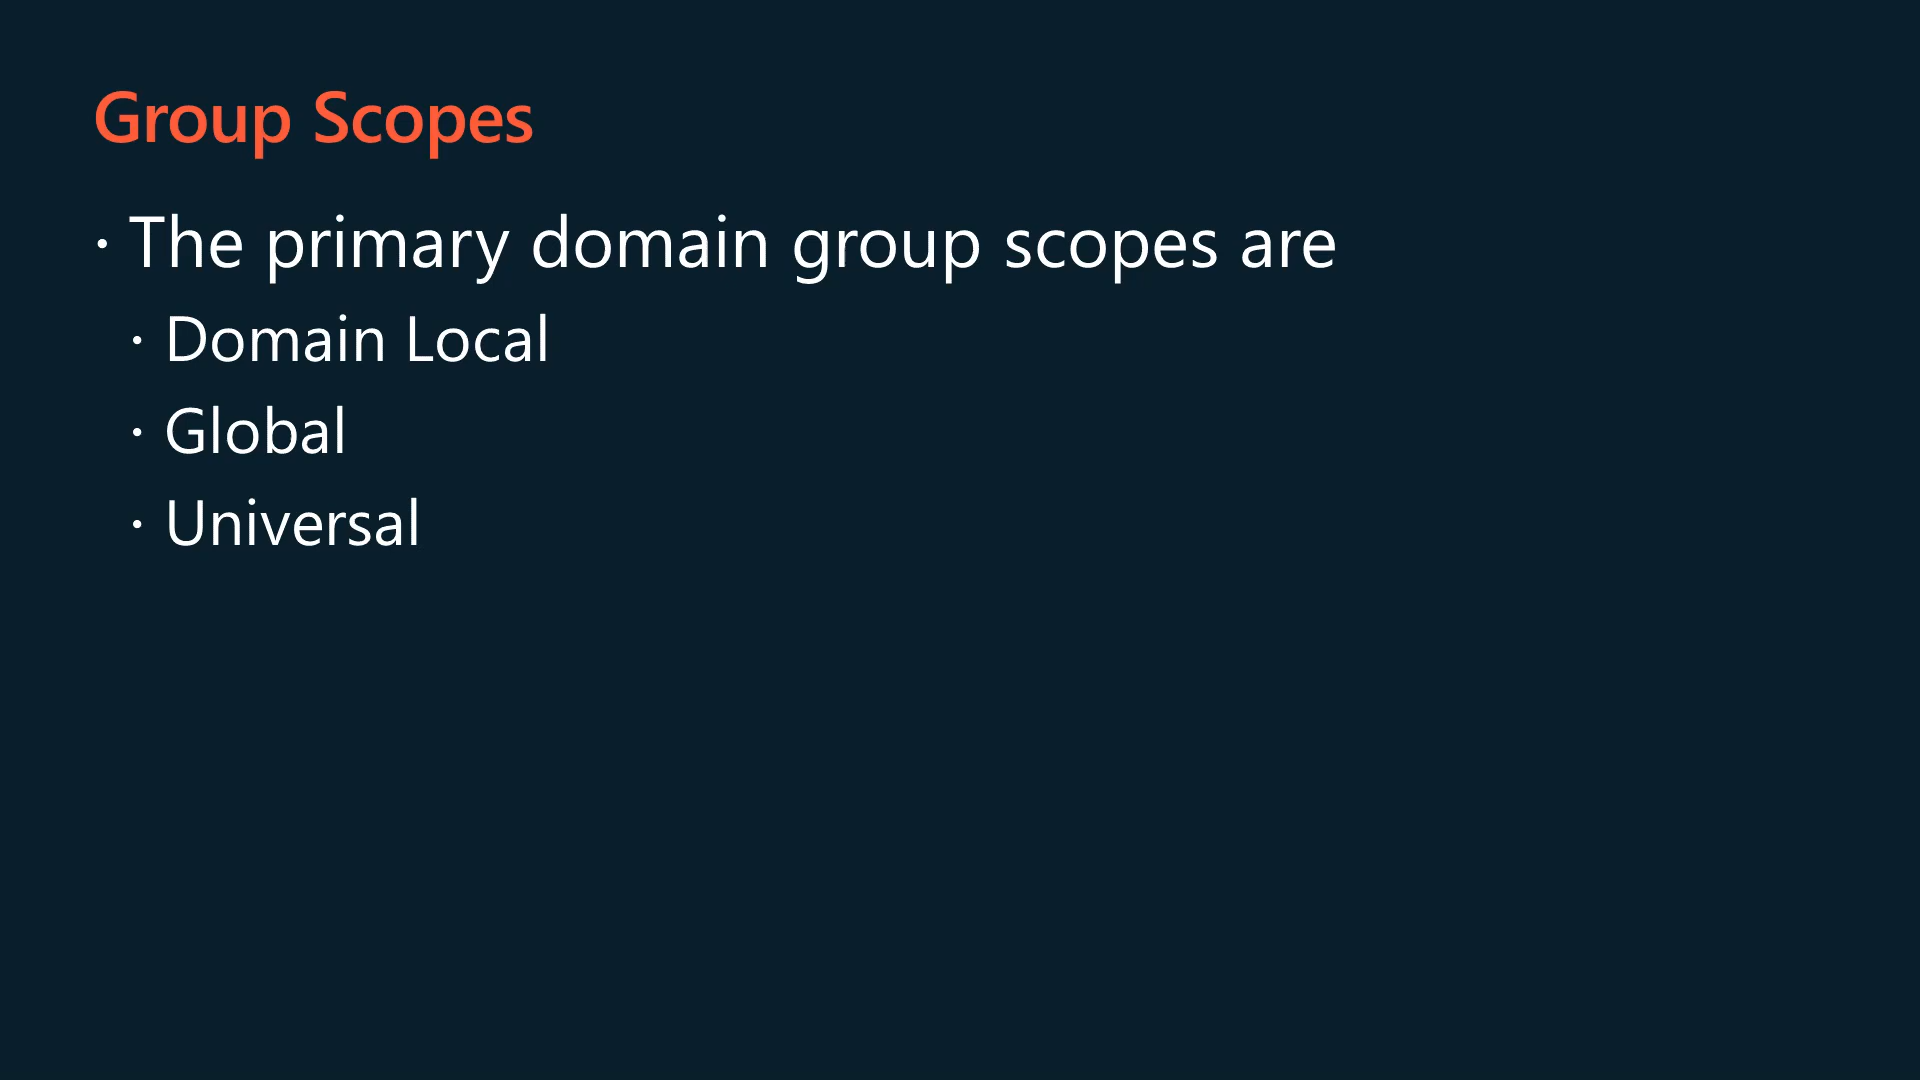 Group Scopes
· The primary domain group scopes are
· Domain Local
· Global
· Universal